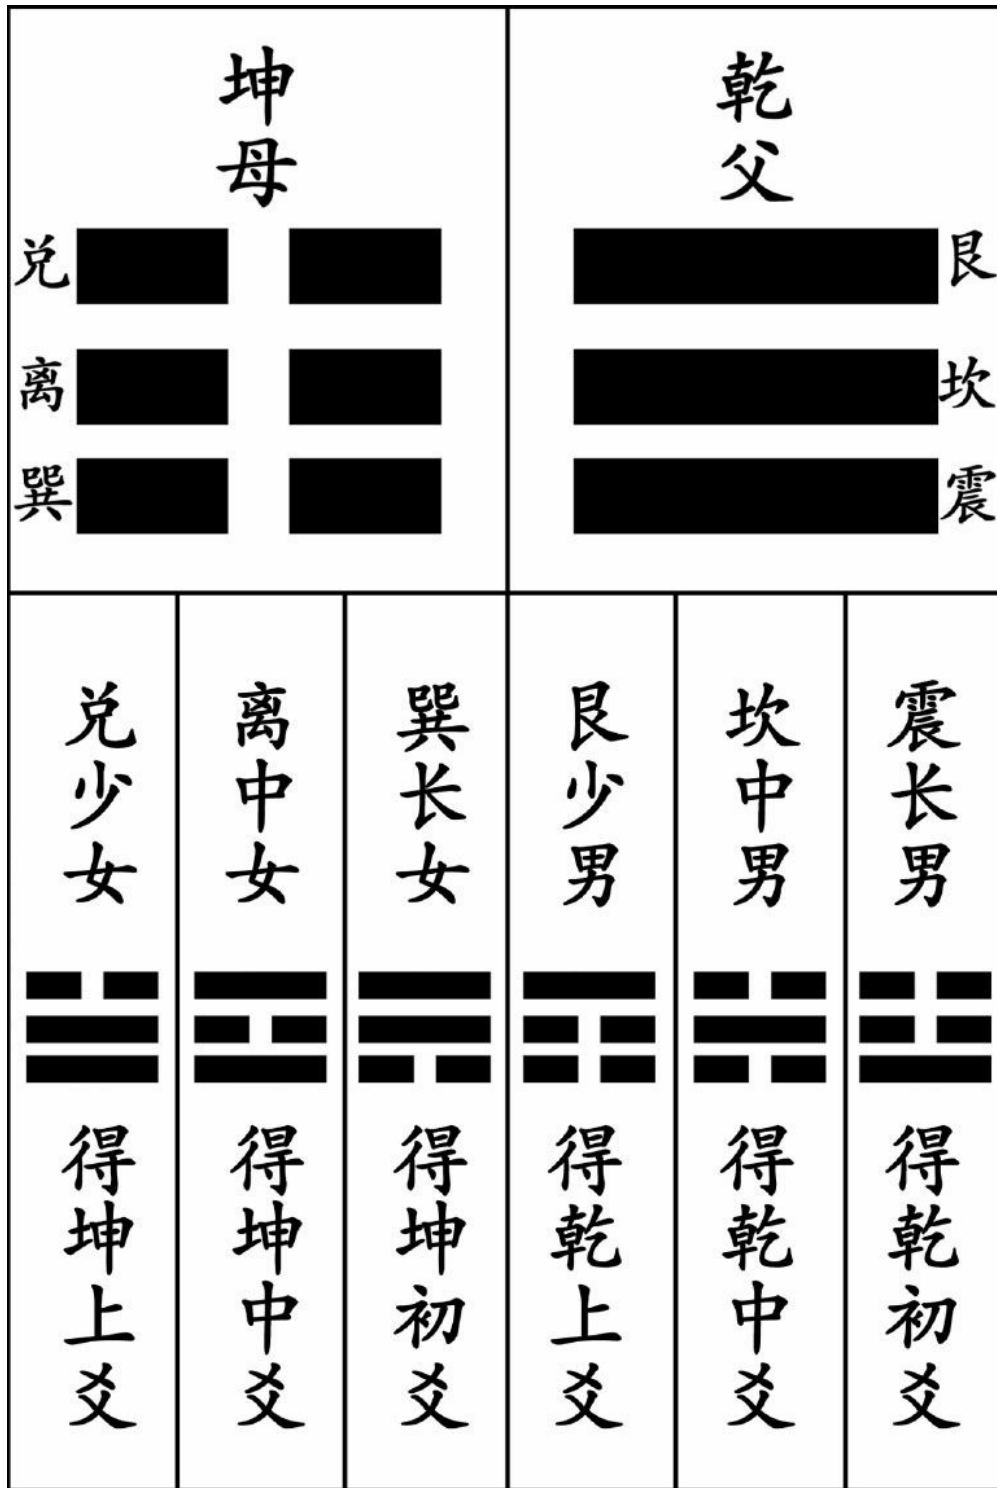 坤母
兑
离
巽
乾父
艮
坎
震
兑少女
得坤上爻
离中女
得坤中爻
巽长女
得坤初爻
艮少男
得乾上爻
坎中男
得乾中爻
震长男
得乾初爻